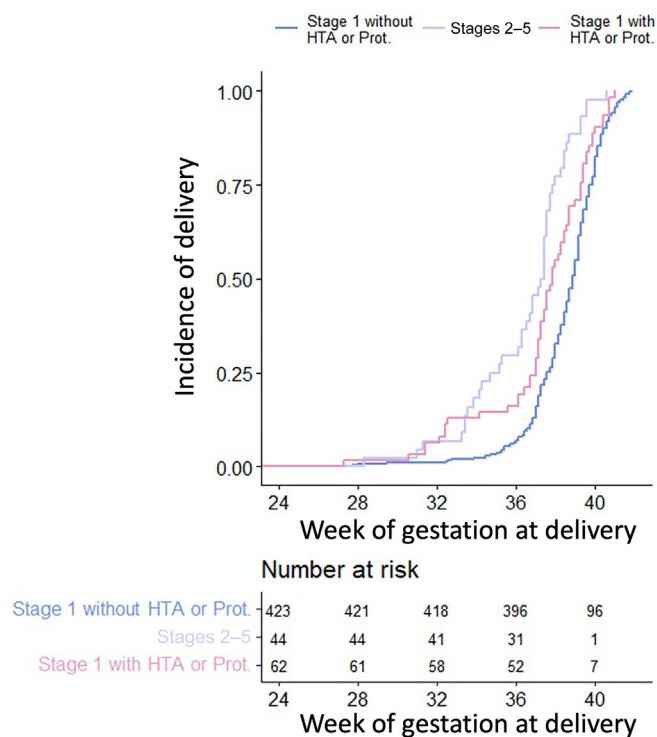 Stage 1 without
HTA or Prot.
Stages 2–5
Stage 1 with
HTA or Prot.
Incidence of delivery
1.00
0.75
0.50
0.25
0.00
24 28 32 36 40
Week of gestation at delivery
Number at risk
Stage 1 without HTA or Prot. 423 421 418 396 96
Stages 2–5 44 44 41 31 1
Stage 1 with HTA or Prot. 62 61 58 52 7
24 28 32 36 40
Week of gestation at delivery